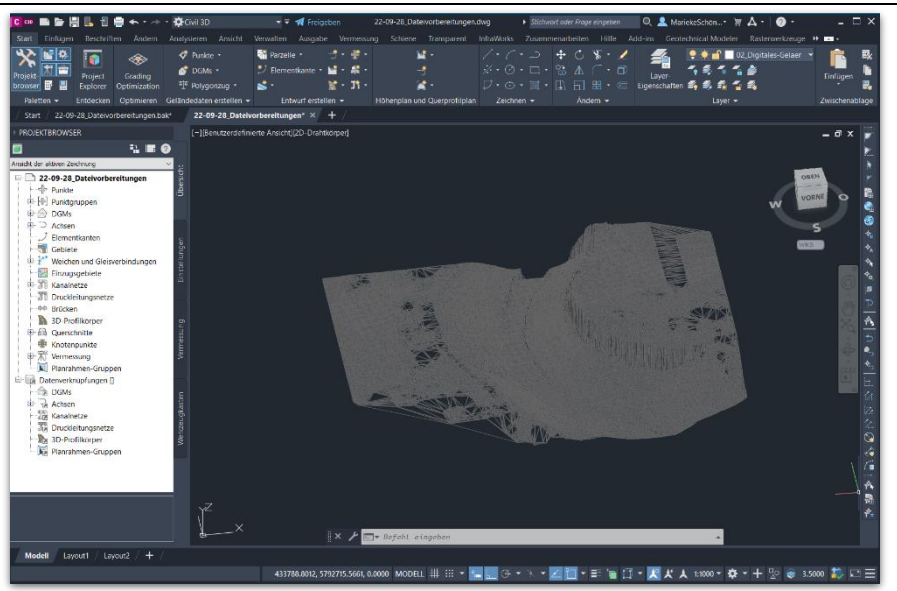 C CIVD Civil 3D Freigeben 22-09-28_Dateivorbereitungen.dwg Stichwort oder Frage eingeben MariekeSchön...
Start Einfügen Beschriften Ändern Analysieren Ansicht Verwalten Ausgabe Vermessung Schiene Transparent InfraWorks Zusammenarbeiten Hilfe Add-ins Geotechnical Modeler Rasterwerkzeuge
Projekt-browser Project Explorer Grading Optimization
Punkte Parzelle
DGMs Elementkante
Polygonzug
Layer-Eigenschaften 02_Digitales-Gelaer
Einfügen
Paletten Entdecken Optimieren Geländedaten erstellen Entwurf erstellen Höhenplan und Querprofilplan Zeichnen Ändern Layer Zwischenablage
Start 22-09-28_Dateivorbereitungen.bak* 22-09-28_Dateivorbereitungen*
PROJEKTBROWSER
[−][Benutzerdefinierte Ansicht][2D-Drahtkörper]
Ansicht der aktiven Zeichnung
22-09-28_Dateivorbereitungen
Punkte
Punktgruppen
DGMs
Achsen
Elementkanten
Gebiete
Weichen und Gleisverbindungen
Einzugsgebiete
Kanalnetze
Druckleitungsnetze
Brücken
3D-Profilkörper
Querschnitte
Knotenpunkte
Vermessung
Planrahmen-Gruppen
Datenverknüpfungen []
DGMs
Achsen
Kanalnetze
Druckleitungsnetze
3D-Profilkörper
Planrahmen-Gruppen
Übersicht
Einstellungen
Vermessung
Werkzeugkasten
OBEN
VORNE
W
O
S
WKS
Z
Y
X
Befehl eingeben
Modell Layout1 Layout2 +
433788.8012, 5792715.5661, 0.0000 MODELL 1:1000 3.5000